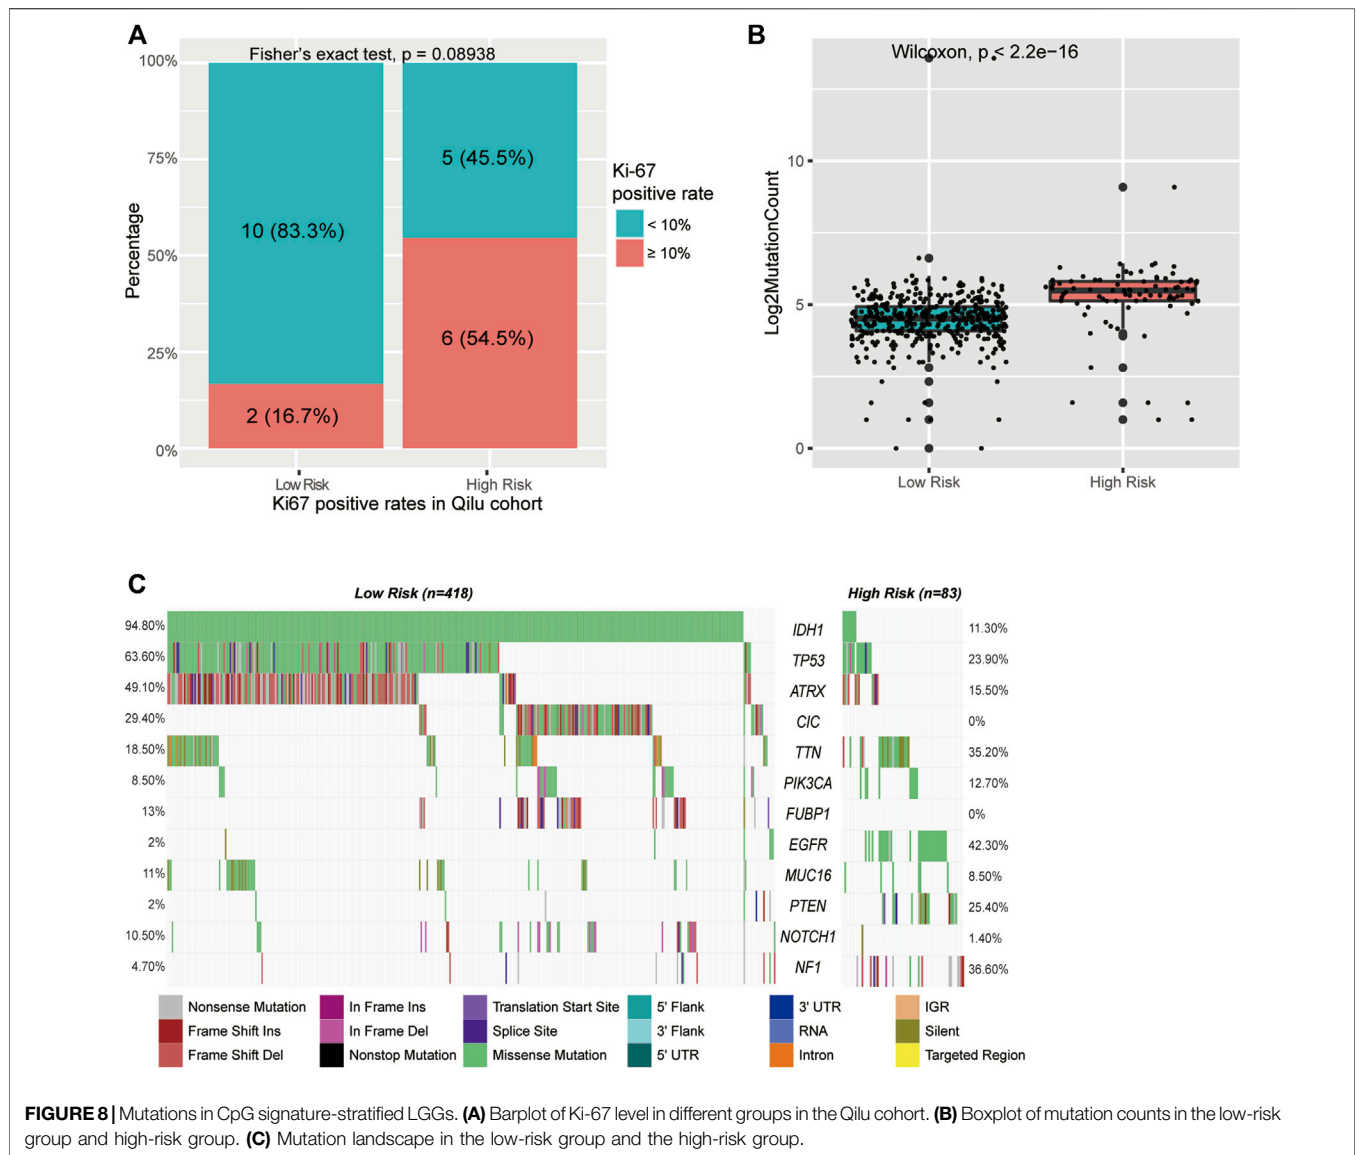 A
Fisher's exact test, p = 0.08938
100%
75%
50%
25%
0%
Percentage
10 (83.3%)
2 (16.7%)
5 (45.5%)
6 (54.5%)
Low Risk
High Risk
Ki67 positive rates in Qilu cohort
Ki-67
positive rate
< 10%
≥ 10%
B
Wilcoxon, p < 2.2e−16
Log2MutationCount
10
5
0
Low Risk
High Risk
C
Low Risk (n=418)
High Risk (n=83)
94.80% IDH1 11.30%
63.60% TP53 23.90%
49.10% ATRX 15.50%
29.40% CIC 0%
18.50% TTN 35.20%
8.50% PIK3CA 12.70%
13% FUBP1 0%
2% EGFR 42.30%
11% MUC16 8.50%
2% PTEN 25.40%
10.50% NOTCH1 1.40%
4.70% NF1 36.60%
Nonsense Mutation In Frame Ins Translation Start Site 5' Flank 3' UTR IGR
Frame Shift Ins In Frame Del Splice Site 3' Flank RNA Silent
Frame Shift Del Nonstop Mutation Missense Mutation 5' UTR Intron Targeted Region
FIGURE 8 | Mutations in CpG signature-stratified LGGs. (A) Barplot of Ki-67 level in different groups in the Qilu cohort. (B) Boxplot of mutation counts in the low-risk
group and high-risk group. (C) Mutation landscape in the low-risk group and the high-risk group.